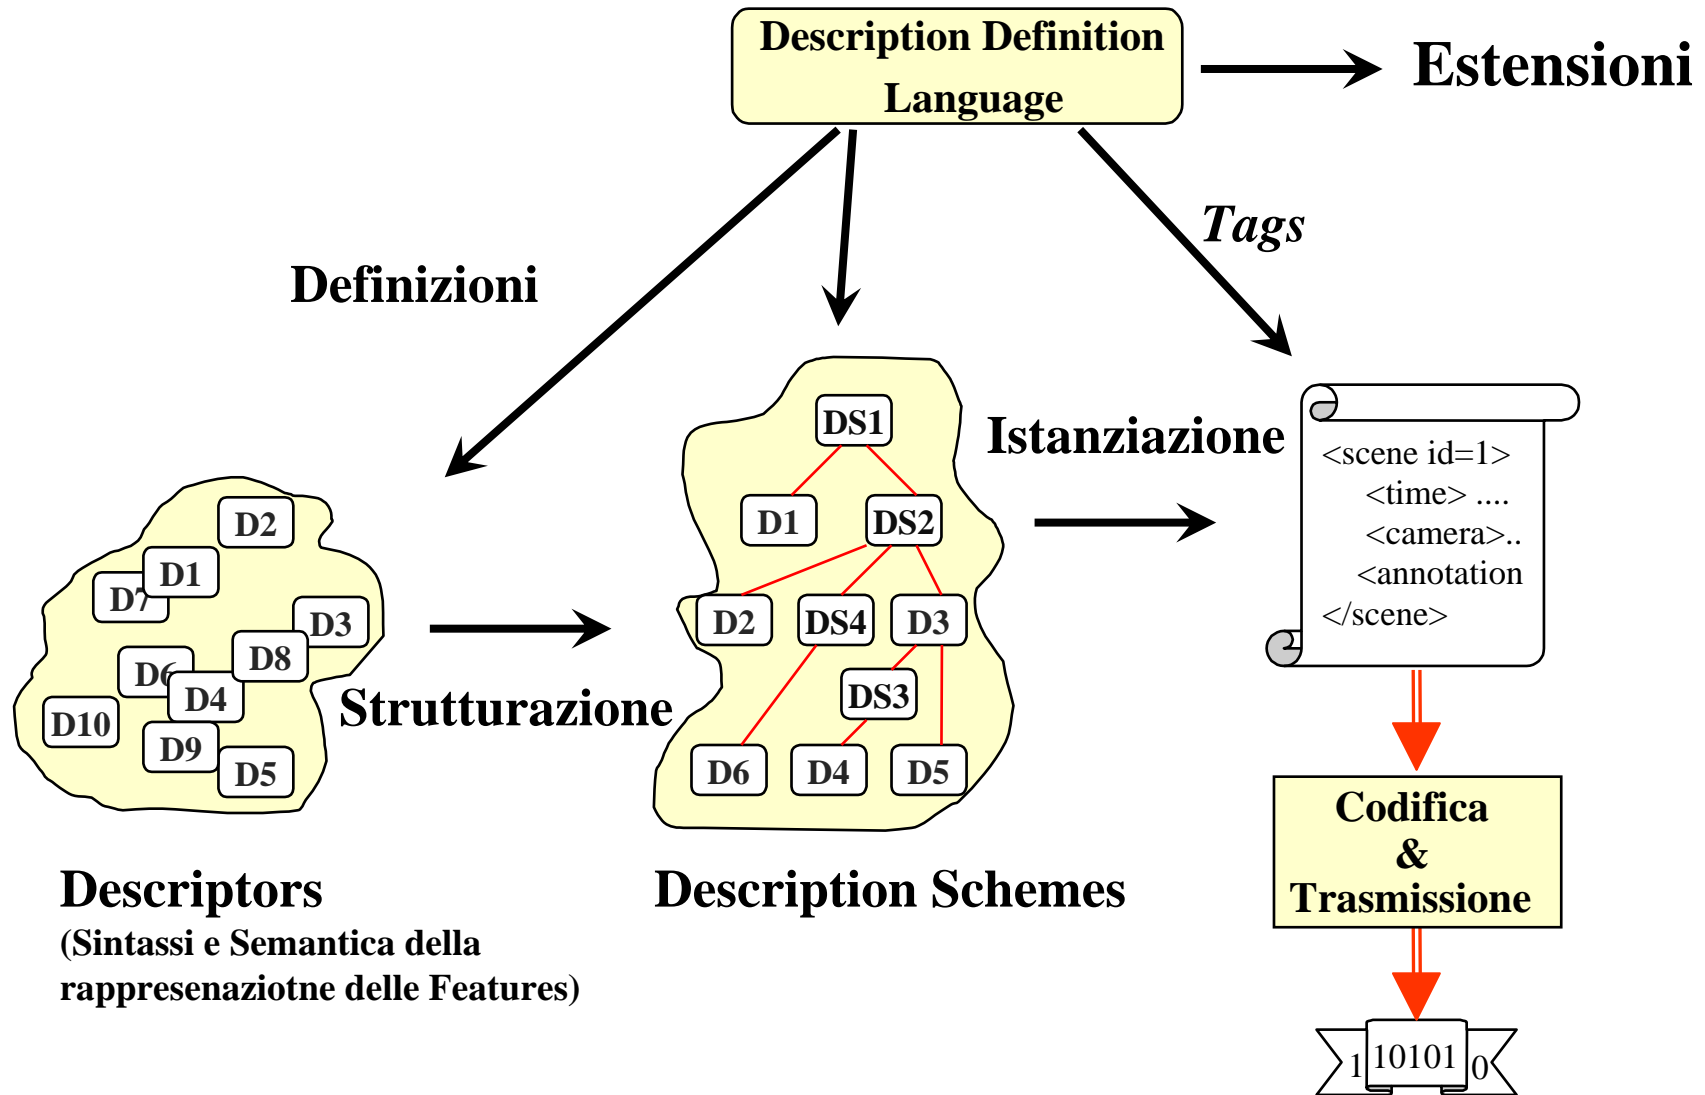 Description Definition
Language
Estensioni
Tags
Definizioni
DS1
Istanziazione
<scene id=1>
<time> ....
<camera>..
<annotation
</scene>
D1
DS2
D2
D1
D7
D3
D8
D6
D4
D10
D9
D5
D2
DS4
D3
DS3
Strutturazione
D6
D4
D5
Codifica
&
Trasmissione
Descriptors
(Sintassi e Semantica della
rappresenaziotne delle Features)
Description Schemes
1 10101 0